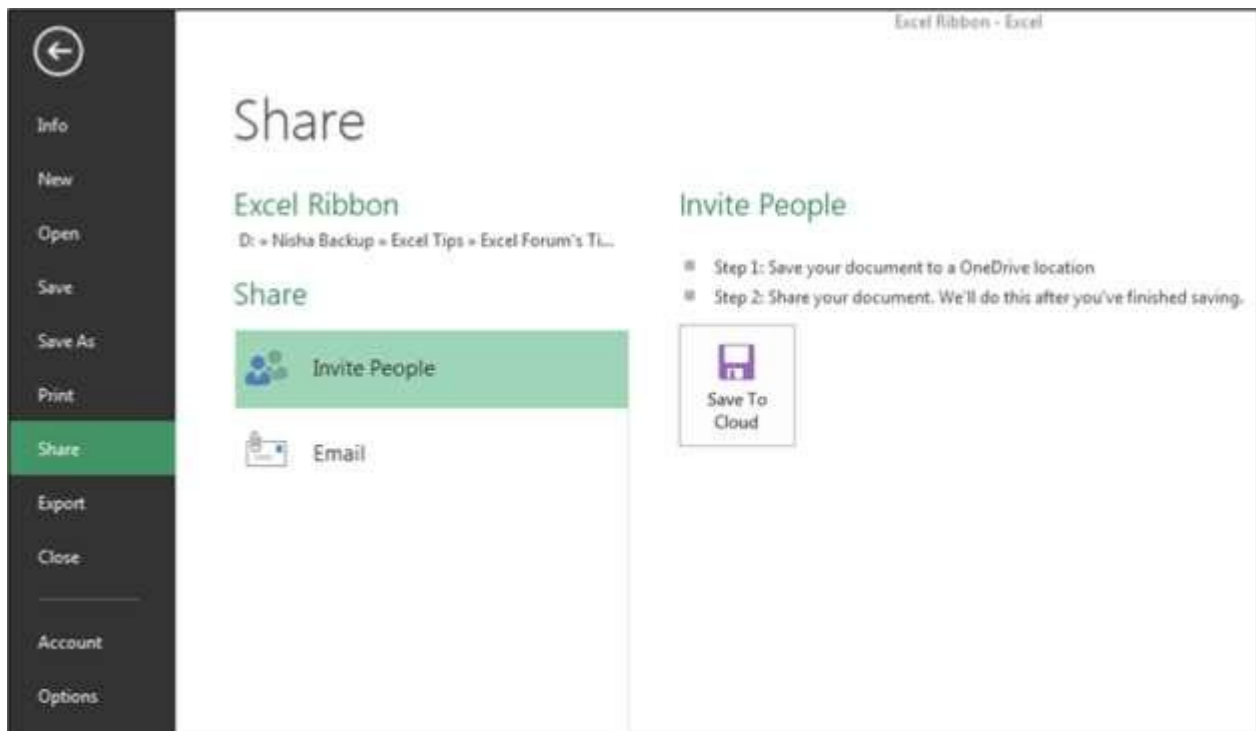 Excel Ribbon - Excel
Info
New
Open
Save
Save As
Print
Share
Export
Close
Account
Options
Share
Excel Ribbon
D: » Nisha Backup » Excel Tips » Excel Forum's Ti...
Share
Invite People
Email
Invite People
Step 1: Save your document to a OneDrive location
Step 2: Share your document. We'll do this after you've finished saving.
Save To
Cloud